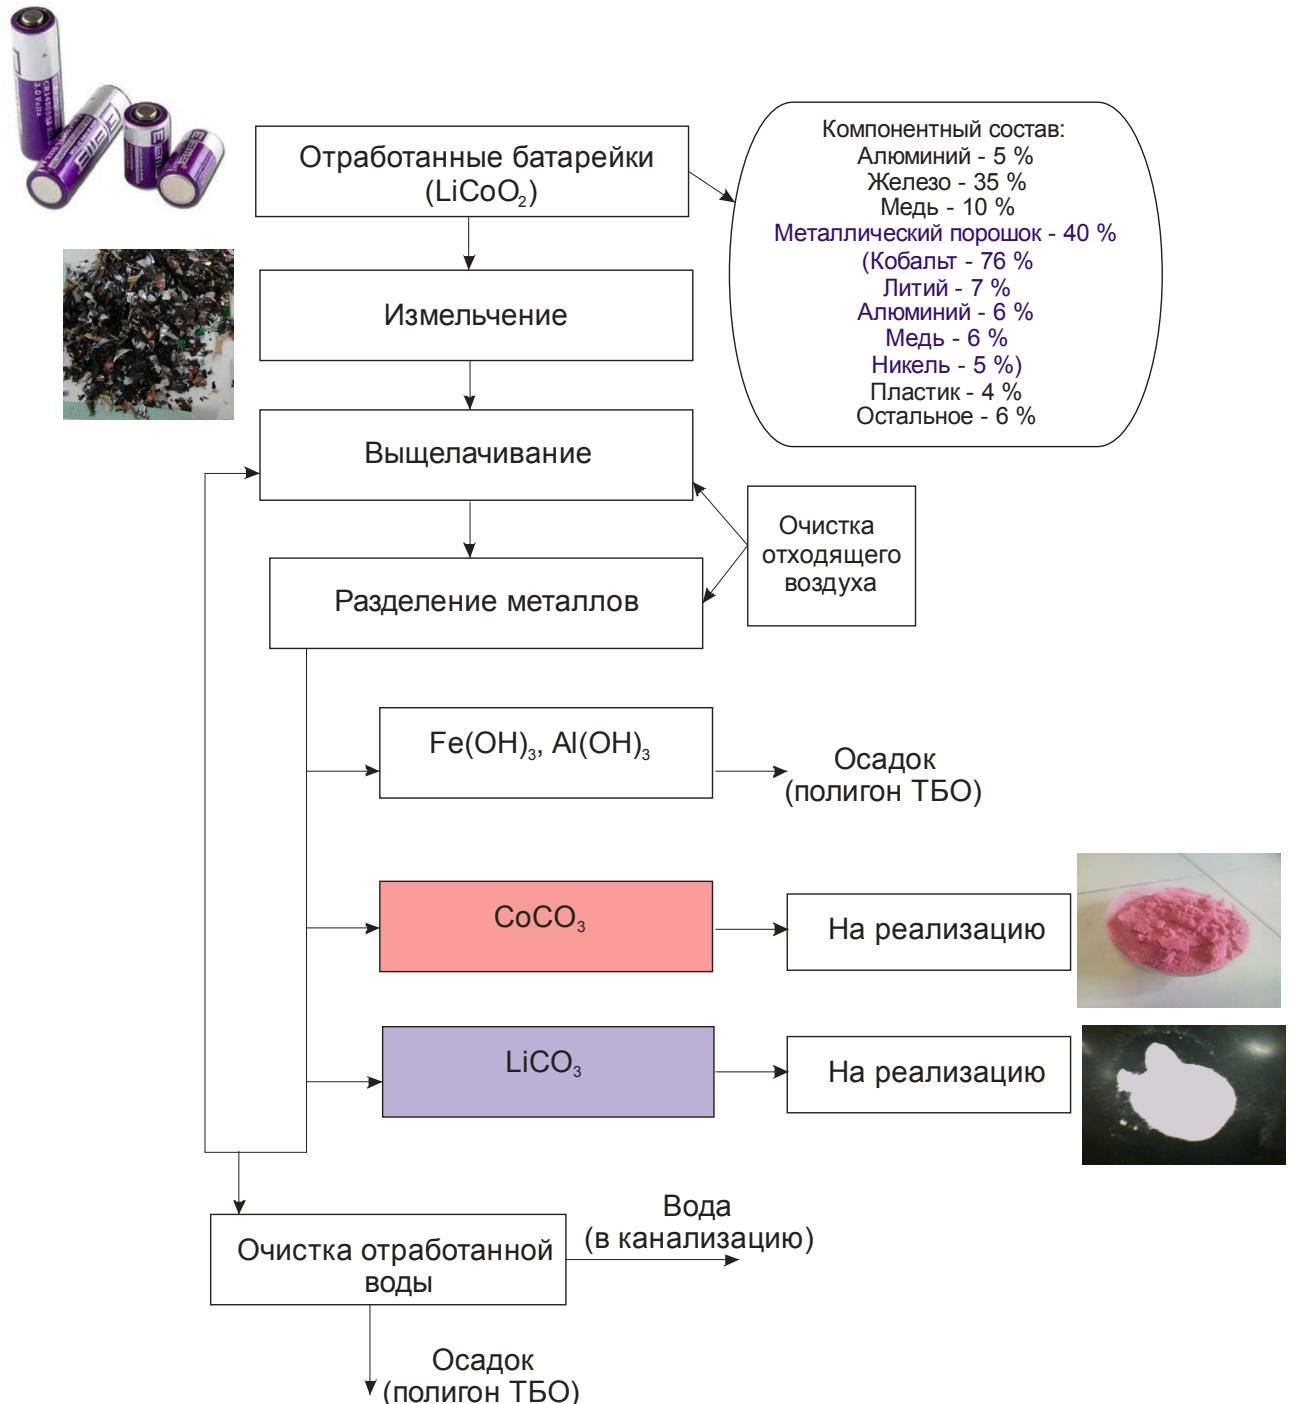 Отработанные батарейки
(LiCoO₂)
Компонентный состав:
Алюминий - 5 %
Железо - 35 %
Медь - 10 %
Металлический порошок - 40 %
(Кобальт - 76 %
Литий - 7 %
Алюминий - 6 %
Медь - 6 %
Никель - 5 %)
Пластик - 4 %
Остальное - 6 %
Измельчение
Выщелачивание
Очистка
отходящего
воздуха
Разделение металлов
Fe(OH)₃, Al(OH)₃
Осадок
(полигон ТБО)
CoCO₃
На реализацию
LiCO₃
На реализацию
Очистка отработанной
воды
Вода
(в канализацию)
Осадок
(полигон ТБО)